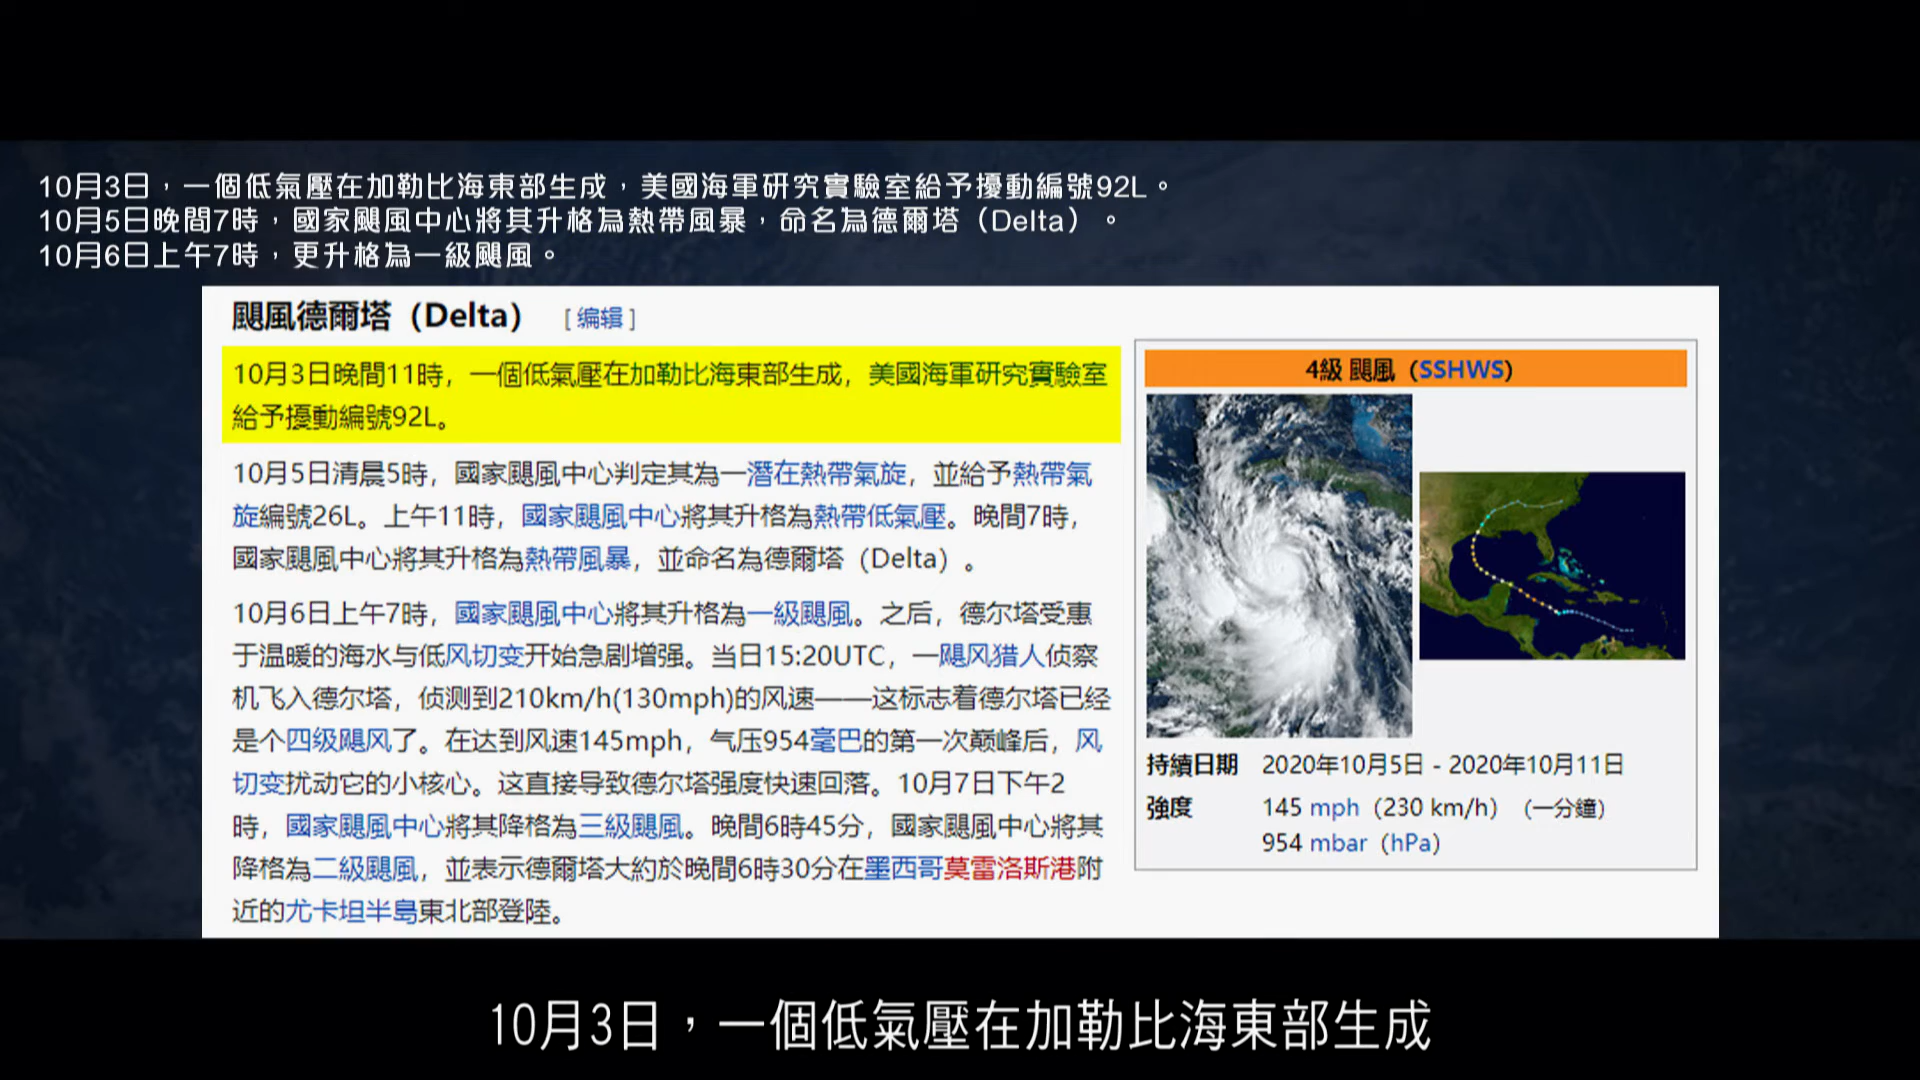 10月3日，一個低氣壓在加勒比海東部生成，美國海軍研究實驗室給予擾動編號92L。
10月5日晚間7時，國家颶風中心將其升格為熱帶風暴，命名為德爾塔（Delta）。
10月6日上午7時，更升格為一級颶風。
颶風德爾塔（Delta） [编辑]
10月3日晚間11時，一個低氣壓在加勒比海東部生成，美國海軍研究實驗室
給予擾動編號92L。
10月5日清晨5時，國家颶風中心判定其為一潛在熱帶氣旋，並給予熱帶氣
旋編號26L。上午11時，國家颶風中心將其升格為熱帶低氣壓。晚間7時，
國家颶風中心將其升格為熱帶風暴，並命名為德爾塔（Delta）。
10月6日上午7時，國家颶風中心將其升格為一級颶風。之后，德尔塔受惠
于温暖的海水与低风切变开始急剧增强。当日15:20UTC，一飓风猎人侦察
机飞入德尔塔，侦测到210km/h(130mph)的风速——这标志着德尔塔已经
是个四级飓风了。在达到风速145mph，气压954毫巴的第一次巅峰后，风
切变扰动它的小核心。这直接导致德尔塔强度快速回落。10月7日下午2
時，國家颶風中心將其降格為三級颶風。晚間6時45分，國家颶風中心將其
降格為二級颶風，並表示德爾塔大約於晚間6時30分在墨西哥莫雷洛斯港附
近的尤卡坦半島東北部登陸。
4級 颶風（SSHWS）
持續日期 2020年10月5日 - 2020年10月11日
強度 145 mph（230 km/h）（一分鐘）
954 mbar（hPa）
10月3日，一個低氣壓在加勒比海東部生成